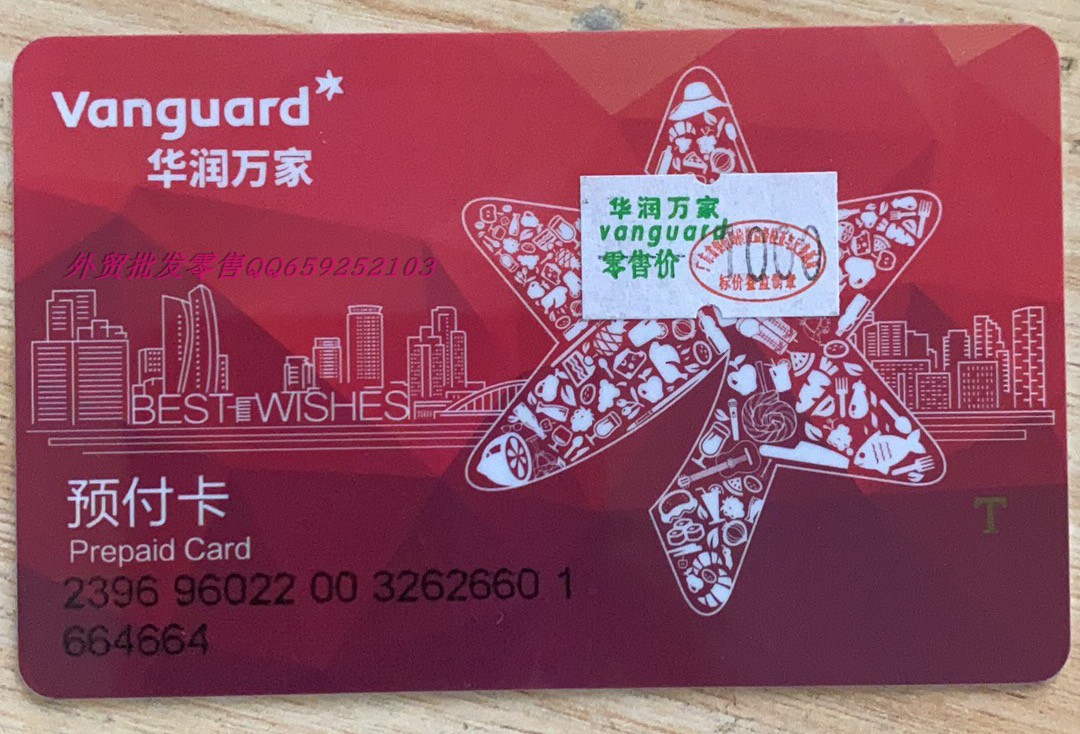 Vanguard
华润万家
华润万家
vanguard
零售价 1000
标价签监制章
外贸批发零售QQ659252103
BEST WISHES
预付卡
Prepaid Card
T
2396 96022 00 3262660 1
664664